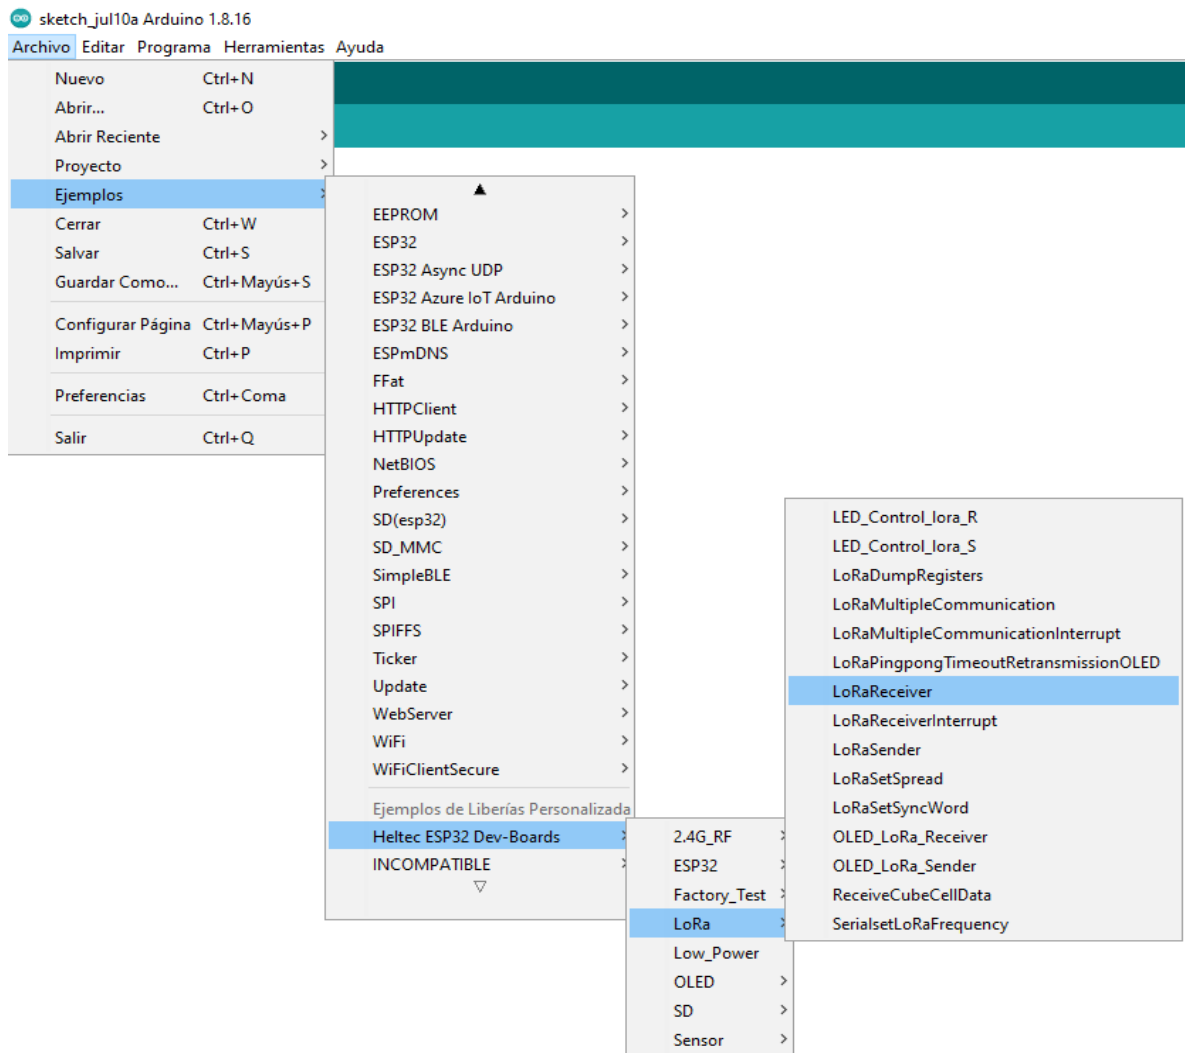 sketch_jul10a Arduino 1.8.16
Archivo Editar Programa Herramientas Ayuda
Nuevo Ctrl+N
Abrir... Ctrl+O
Abrir Reciente
Proyecto
Ejemplos
Cerrar Ctrl+W
Salvar Ctrl+S
Guardar Como... Ctrl+Mayús+S
Configurar Página Ctrl+Mayús+P
Imprimir Ctrl+P
Preferencias Ctrl+Coma
Salir Ctrl+Q
EEPROM
ESP32
ESP32 Async UDP
ESP32 Azure IoT Arduino
ESP32 BLE Arduino
ESPmDNS
FFat
HTTPClient
HTTPUpdate
NetBIOS
Preferences
SD(esp32)
SD_MMC
SimpleBLE
SPI
SPIFFS
Ticker
Update
WebServer
WiFi
WiFiClientSecure
Ejemplos de Liberías Personalizada
Heltec ESP32 Dev-Boards
INCOMPATIBLE
2.4G_RF
ESP32
Factory_Test
LoRa
Low_Power
OLED
SD
Sensor
LED_Control_lora_R
LED_Control_lora_S
LoRaDumpRegisters
LoRaMultipleCommunication
LoRaMultipleCommunicationInterrupt
LoRaPingpongTimeoutRetransmissionOLED
LoRaReceiver
LoRaReceiverInterrupt
LoRaSender
LoRaSetSpread
LoRaSetSyncWord
OLED_LoRa_Receiver
OLED_LoRa_Sender
ReceiveCubeCellData
SerialsetLoRaFrequency